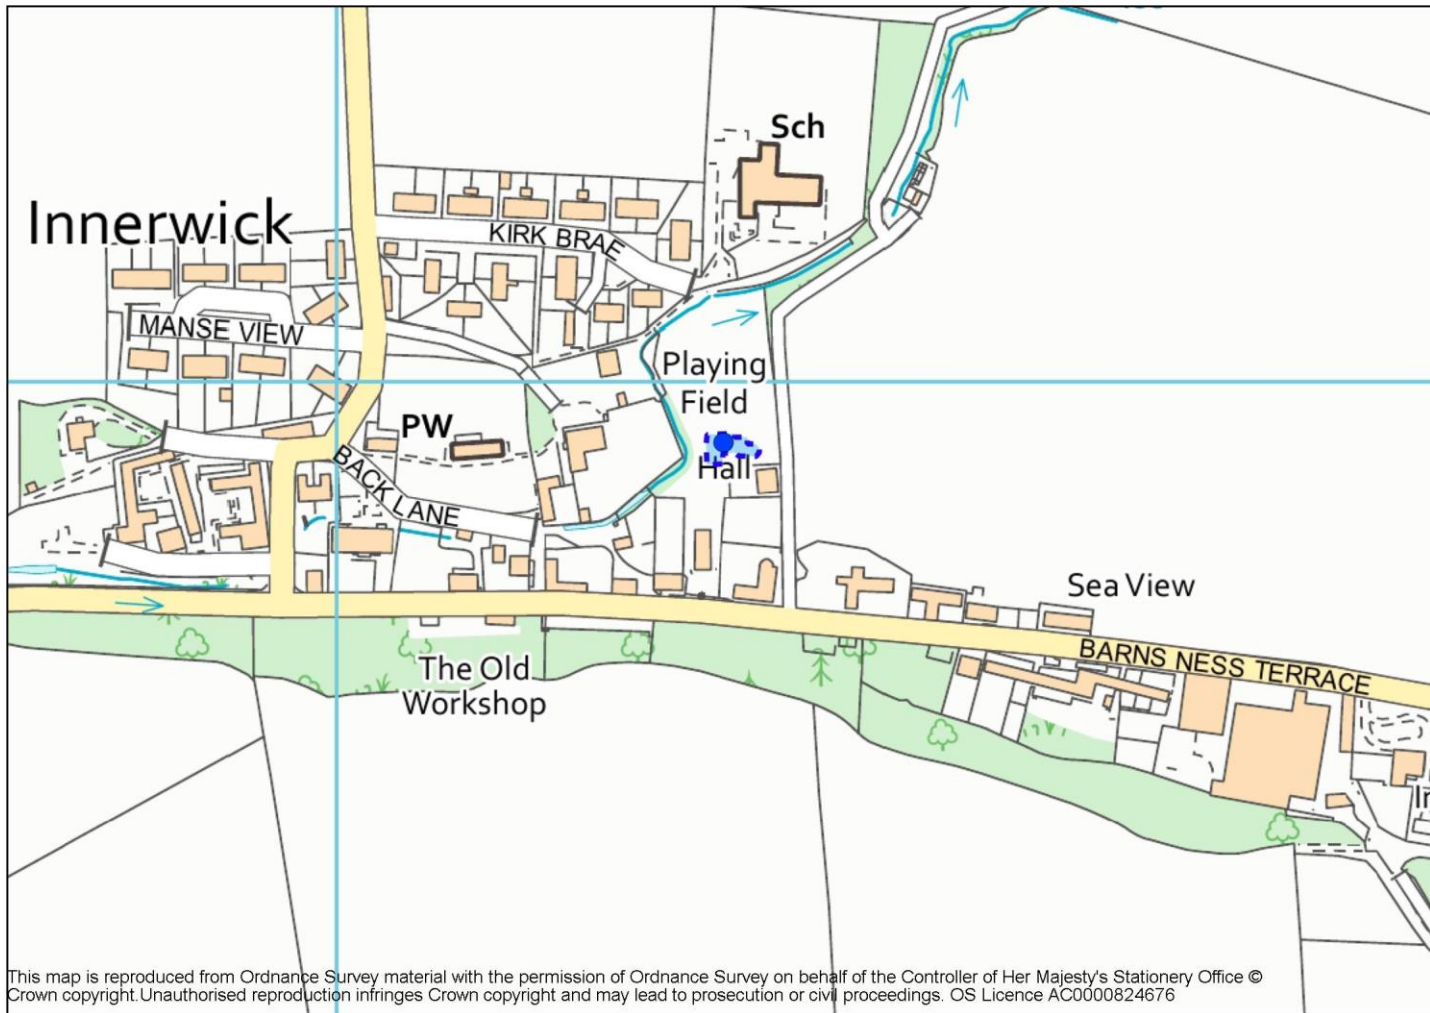 Sch
Innerwick
KIRK BRAE
MANSE VIEW
Playing
Field
PW
Hall
BACK LANE
Sea View
BARNS NESS TERRACE
The Old
Workshop
This map is reproduced from Ordnance Survey material with the permission of Ordnance Survey on behalf of the Controller of Her Majesty's Stationery Office ©
Crown copyright.Unauthorised reproduction infringes Crown copyright and may lead to prosecution or civil proceedings. OS Licence AC0000824676